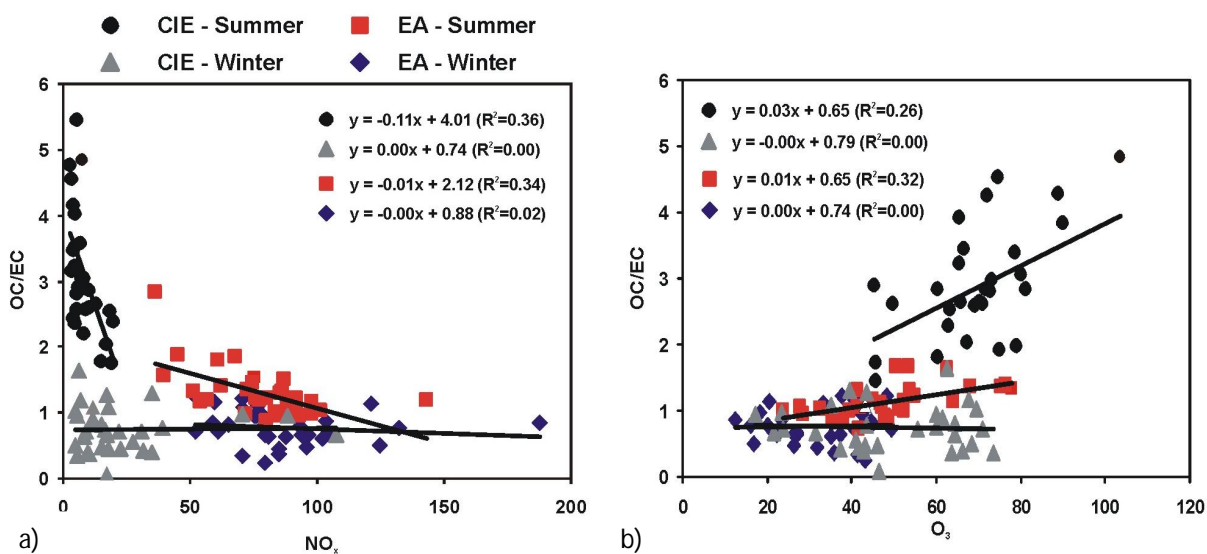 CIE - Summer EA - Summer
CIE - Winter EA - Winter
6
5
4
3
2
1
0
OC/EC
y = -0.11x + 4.01 (R²=0.36)
y = 0.00x + 0.74 (R²=0.00)
y = -0.01x + 2.12 (R²=0.34)
y = -0.00x + 0.88 (R²=0.02)
0 50 100 150 200
NOₓ
a)
6
5
4
3
2
1
0
OC/EC
y = 0.03x + 0.65 (R²=0.26)
y = -0.00x + 0.79 (R²=0.00)
y = 0.01x + 0.65 (R²=0.32)
y = 0.00x + 0.74 (R²=0.00)
0 20 40 60 80 100 120
O₃
b)